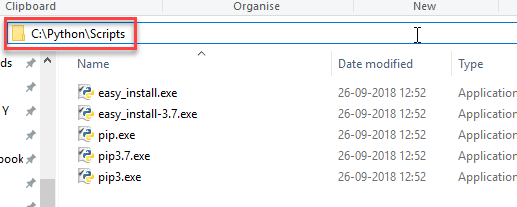 Clipboard Organise New
C:\Python\Scripts
ds Name Date modified Type
easy_install.exe 26-09-2018 12:52 Application
easy_install-3.7.exe 26-09-2018 12:52 Application
Y pip.exe 26-09-2018 12:52 Application
pip3.7.exe 26-09-2018 12:52 Application
book pip3.exe 26-09-2018 12:52 Application